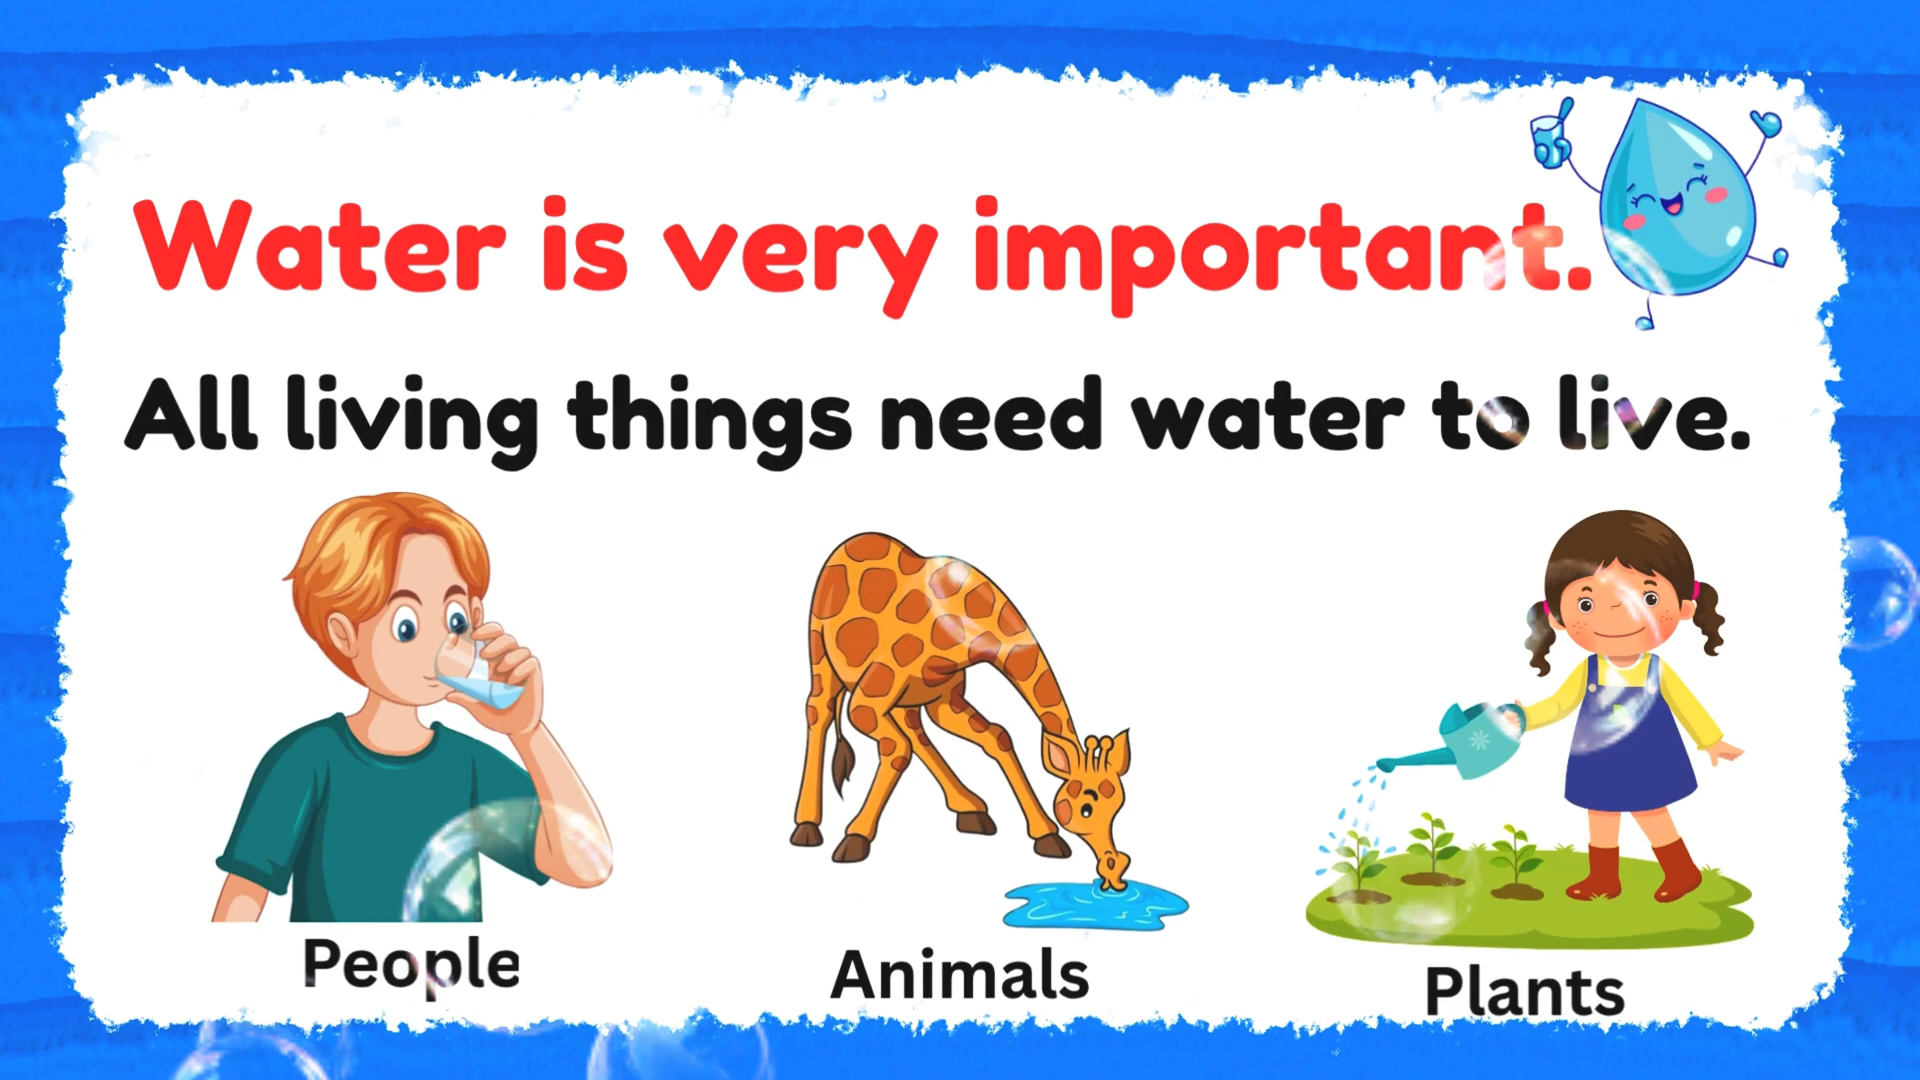 Water is very important.
All living things need water to live.
People
Animals
Plants